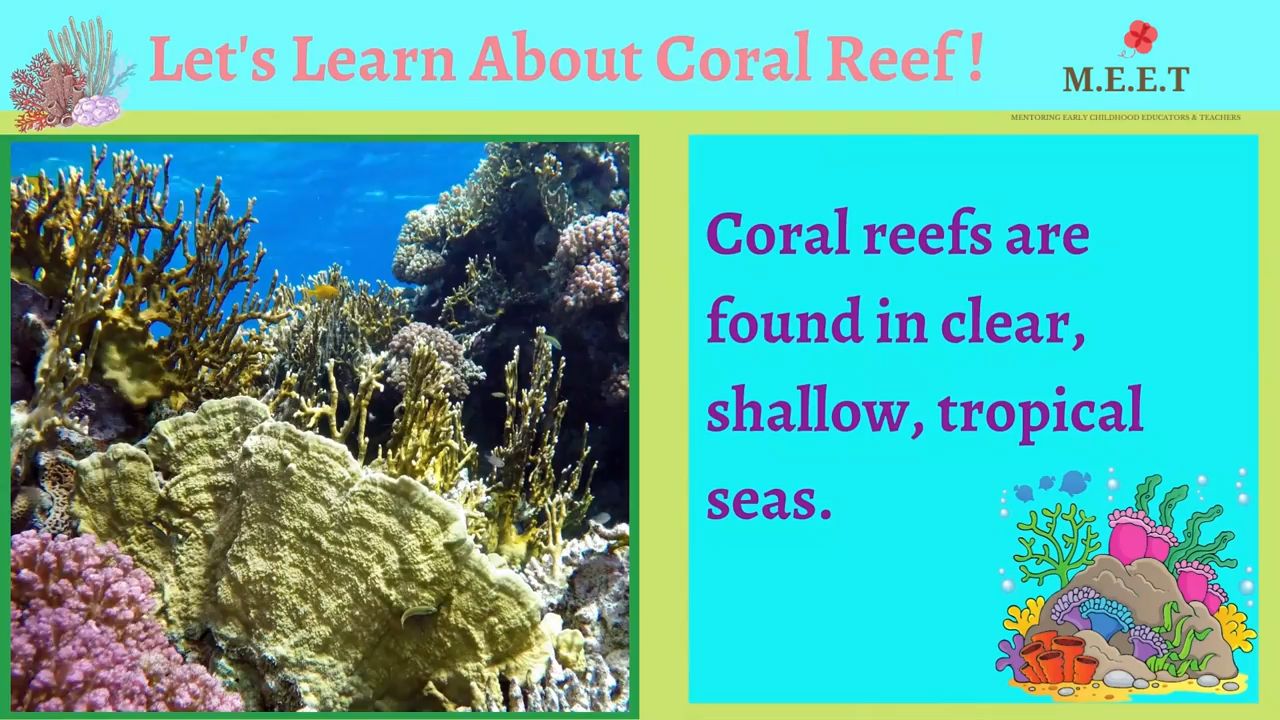 Let's Learn About Coral Reef !
M.E.E.T
MENTORING EARLY CHILDHOOD EDUCATORS & TEACHERS
Coral reefs are
found in clear,
shallow, tropical
seas.